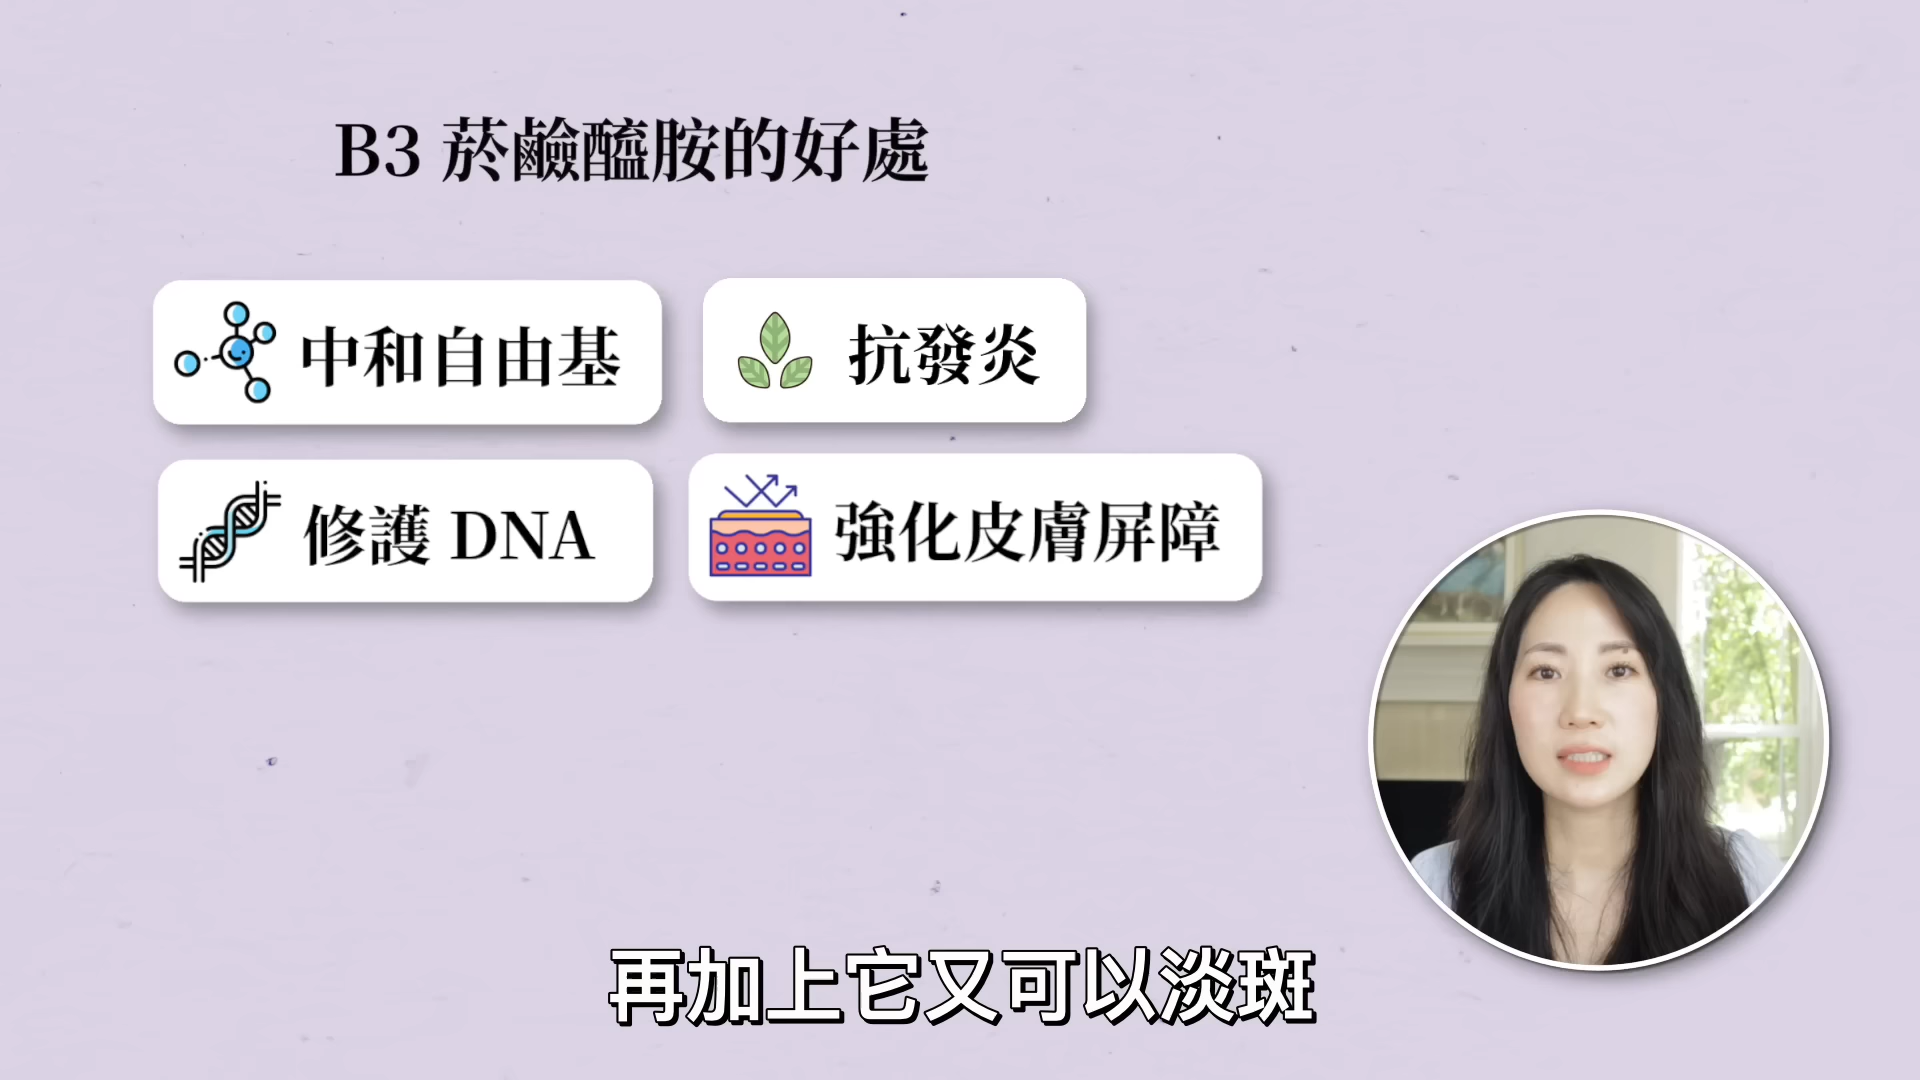 B3 菸鹼醯胺的好處
中和自由基
抗發炎
修護 DNA
強化皮膚屏障
再加上它又可以淡斑